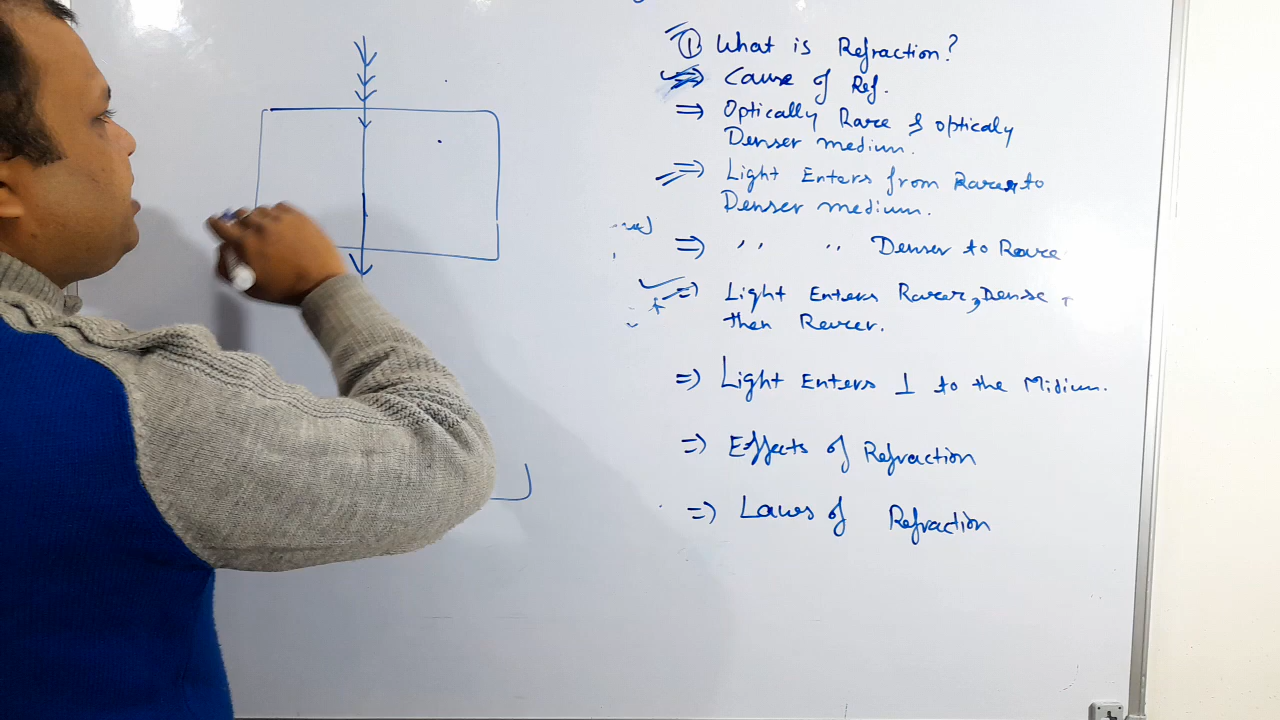 ① What is Refraction?
⇒ Cause of Ref.
⇒ Optically Rare & opticaly
Denser medium.
⇒ Light Enters from Rarer to
Denser medium.
⇒ ,, ,, Denser to Rare
⇒ Light Enters Rarer, Dense +
then Rarer.
⇒ Light Enters ⊥ to the Midium.
⇒ Effects of Refraction
⇒ Laws of Refraction